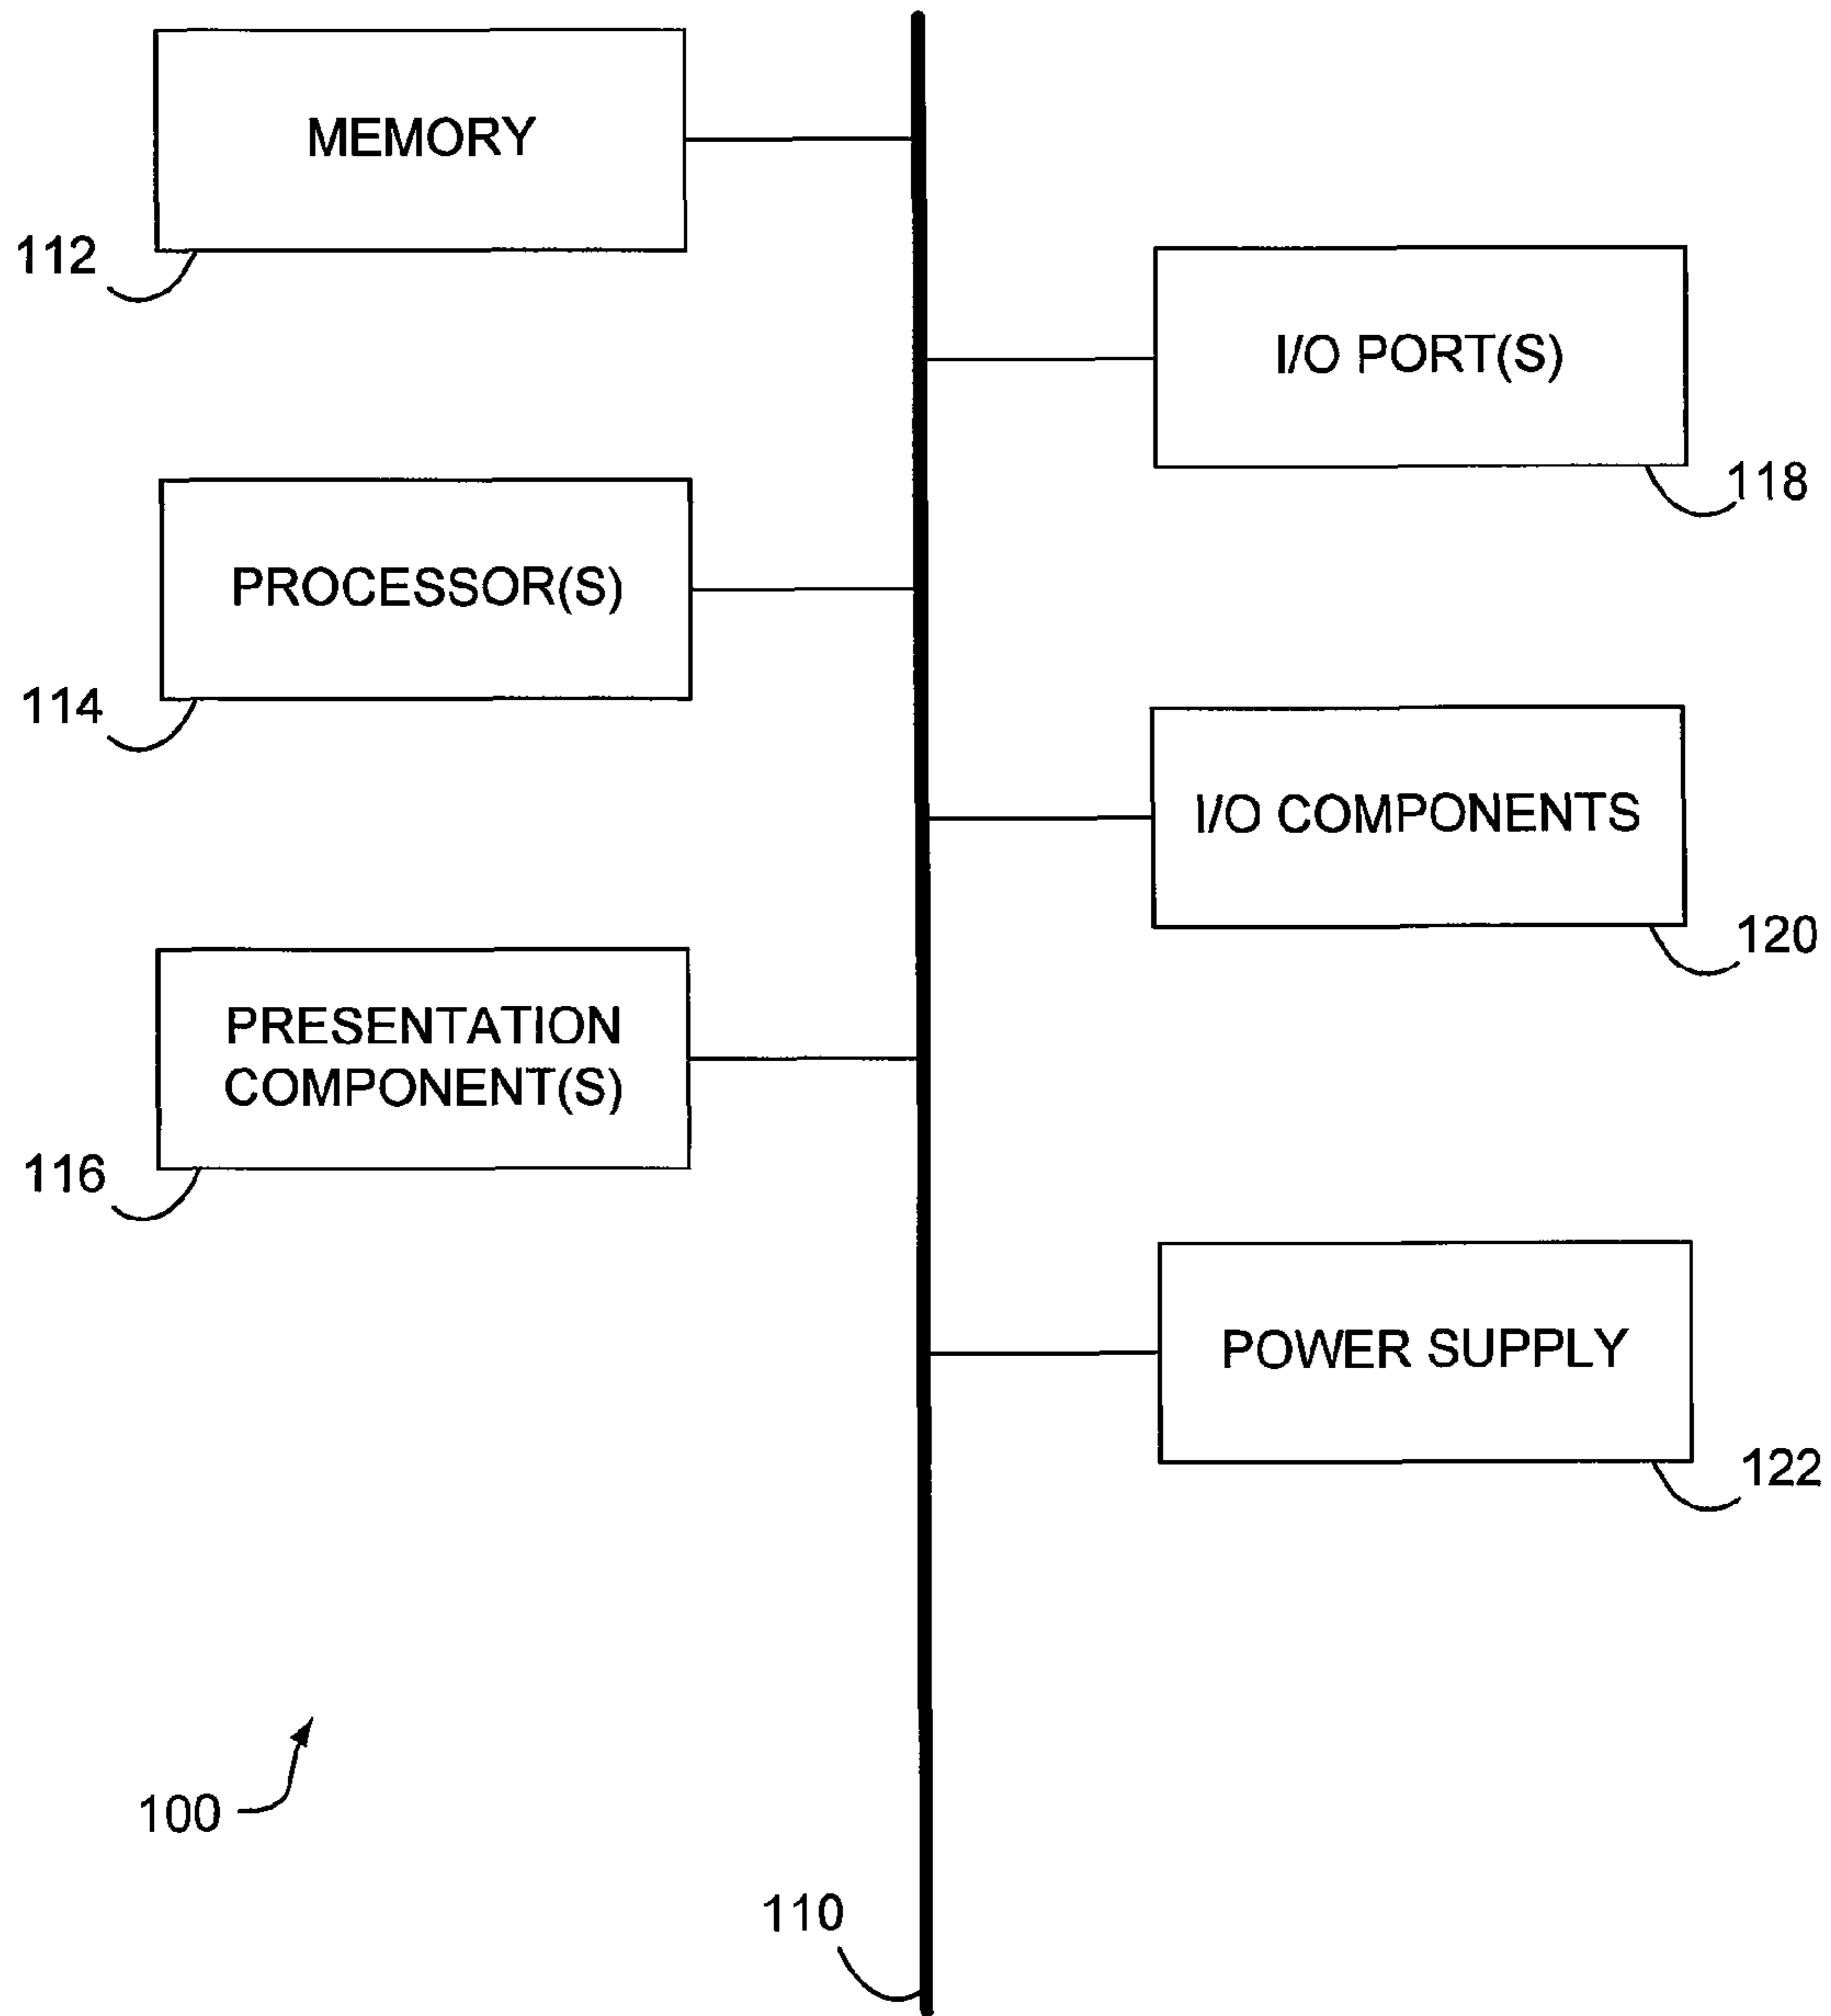 MEMORY
112
I/O PORT(S)
118
PROCESSOR(S)
114
I/O COMPONENTS
120
PRESENTATION
COMPONENT(S)
116
POWER SUPPLY
122
100
110